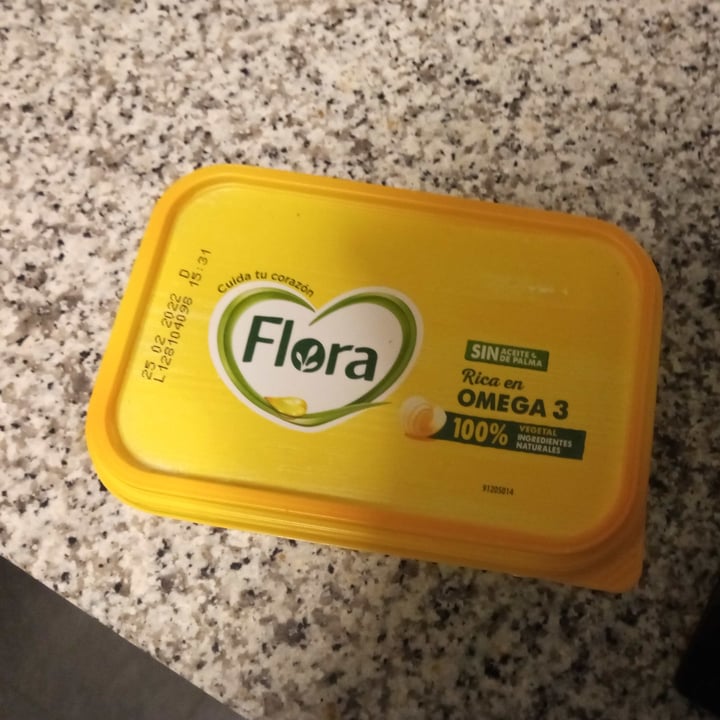 25 02 2022 D
L128104098 15:31
Cuida tu corazón
Flora
SIN ACEITE
DE PALMA
Rica en
OMEGA 3
100% VEGETAL
INGREDIENTES
NATURALES
91205014